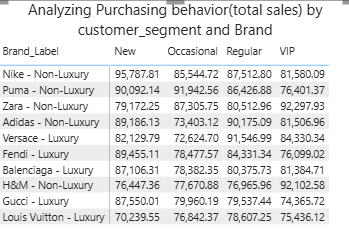 Analyzing Purchasing behavior(total sales) by
customer_segment and Brand
Brand_Label New Occasional Regular VIP
Nike - Non-Luxury 95,787.81 85,544.72 87,512.80 81,580.09
Puma - Non-Luxury 90,092.14 91,942.56 86,426.88 76,401.37
Zara - Non-Luxury 79,172.25 87,305.75 80,512.96 92,297.93
Adidas - Non-Luxury 89,186.13 73,403.12 90,175.09 81,506.96
Versace - Luxury 82,129.79 72,624.70 91,546.99 84,330.34
Fendi - Luxury 89,455.11 78,477.57 84,331.34 76,099.02
Balenciaga - Luxury 87,106.31 78,382.35 80,375.73 81,384.71
H&M - Non-Luxury 76,447.36 77,670.88 76,965.96 92,102.58
Gucci - Luxury 87,550.01 79,960.19 79,537.44 74,365.72
Louis Vuitton - Luxury 70,239.55 76,842.37 78,607.25 75,436.12